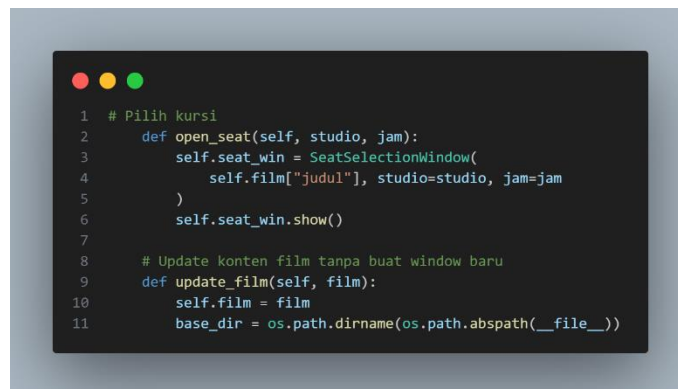 1 # Pilih kursi
2     def open_seat(self, studio, jam):
3         self.seat_win = SeatSelectionWindow(
4             self.film["judul"], studio=studio, jam=jam
5         )
6         self.seat_win.show()
7
8     # Update konten film tanpa buat window baru
9     def update_film(self, film):
10         self.film = film
11         base_dir = os.path.dirname(os.path.abspath(__file__))